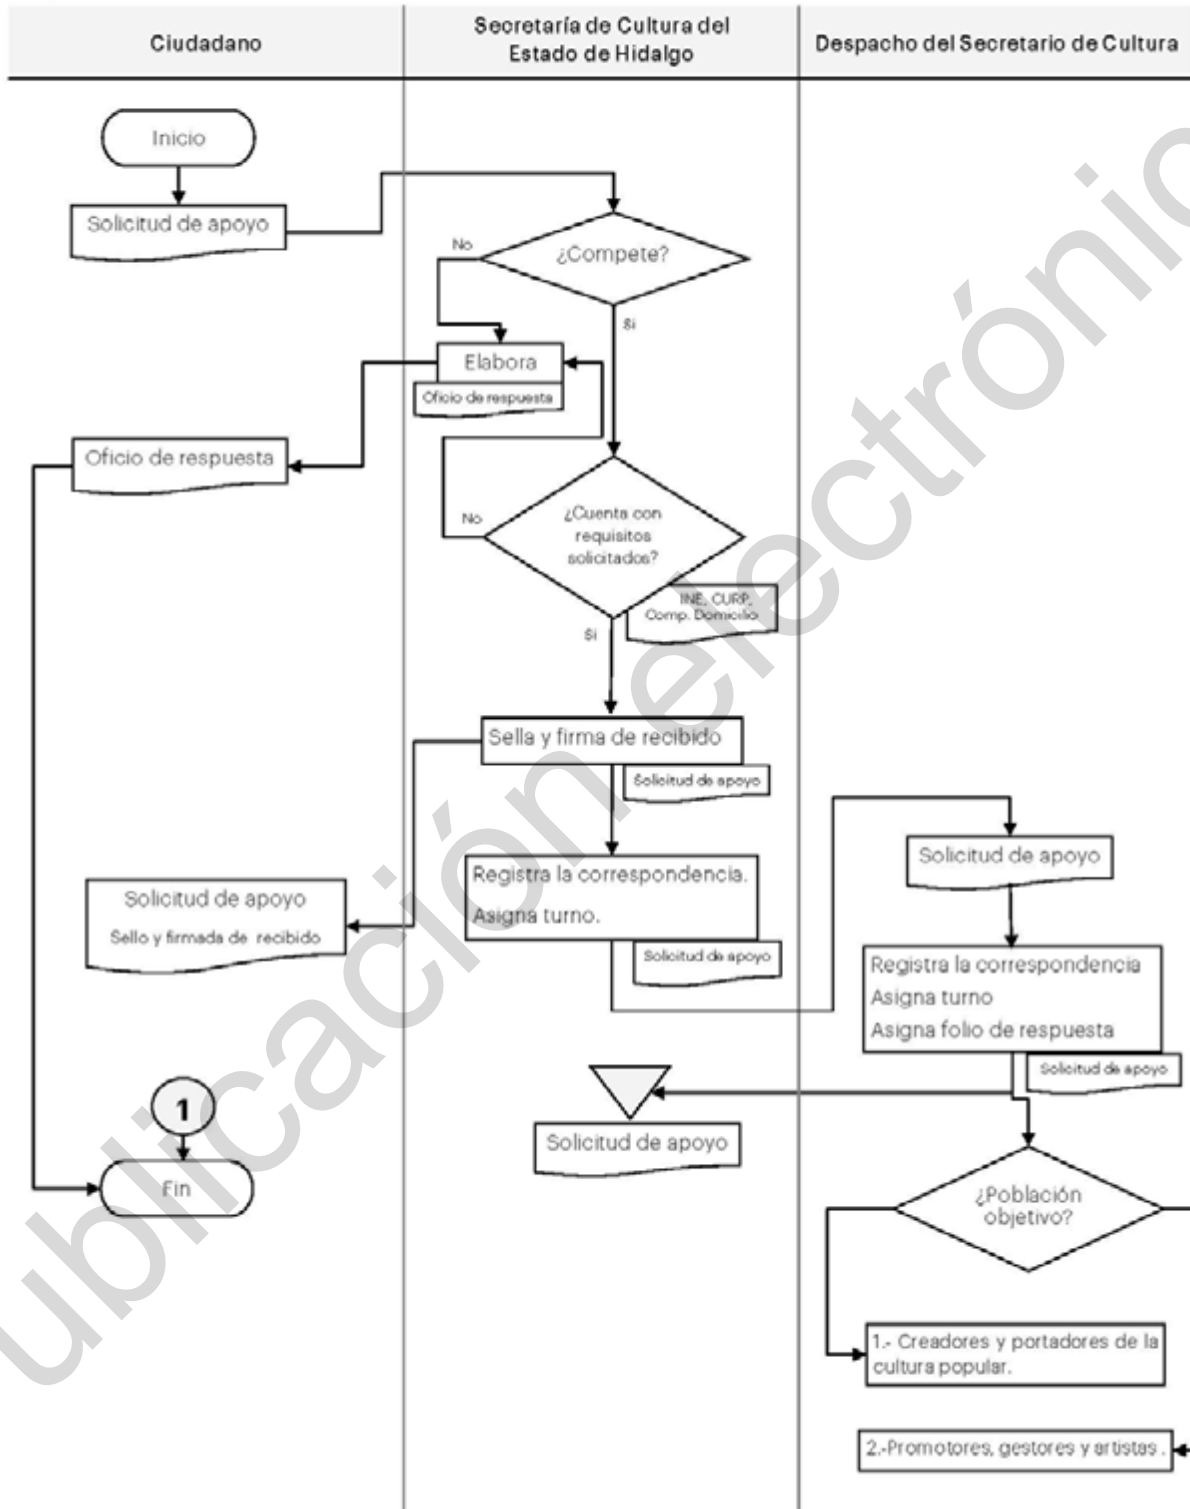 Ciudadano
Secretaría de Cultura del
Estado de Hidalgo
Despacho del Secretario de Cultura
Inicio
Solicitud de apoyo
No
¿Compete?
Si
Elabora
Oficio de respuesta
Oficio de respuesta
No
¿Cuenta con
requisitos
solicitados?
INE, CURP,
Comp. Domicilio
Si
Sella y firma de recibido
Solicitud de apoyo
Solicitud de apoyo
Registra la correspondencia.
Asigna turno.
Solicitud de apoyo
Solicitud de apoyo
Sello y firmada de recibido
Registra la correspondencia
Asigna turno
Asigna folio de respuesta
Solicitud de apoyo
1
Solicitud de apoyo
Fin
¿Población
objetivo?
1.- Creadores y portadores de la
cultura popular.
2.-Promotores, gestores y artistas .
ublicación electrónic